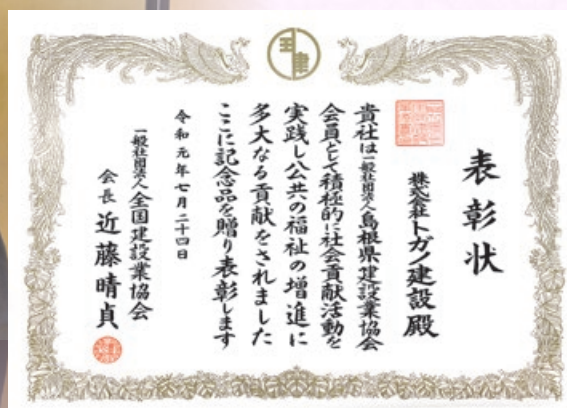 表彰状
株式会社トガノ建設殿
貴社は一般社団法人島根県建設業協会
会員として積極的に社会貢献活動を
実践し公共の福祉の増進に
多大なる貢献をされました
ここに記念品を贈り表彰します
令和元年七月二十四日
一般社団法人全国建設業協会
会長 近藤晴貞